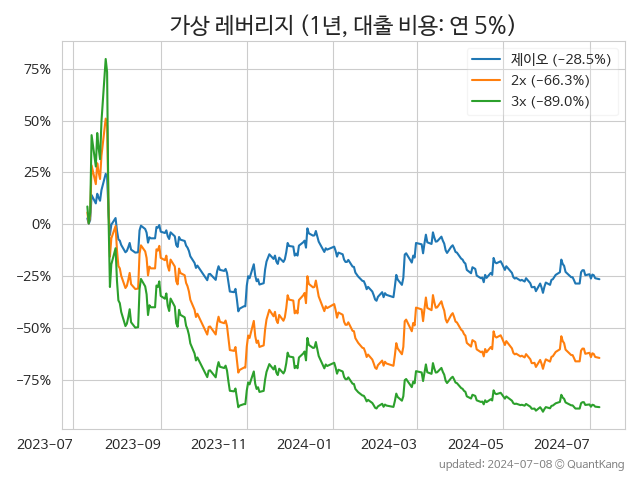 가상 레버리지 (1년, 대출 비용: 연 5%)
제이오 (-28.5%)
2x (-66.3%)
3x (-89.0%)
75%
50%
25%
0%
−25%
−50%
−75%
2023-07 2023-09 2023-11 2024-01 2024-03 2024-05 2024-07
updated: 2024-07-08 © QuantKang